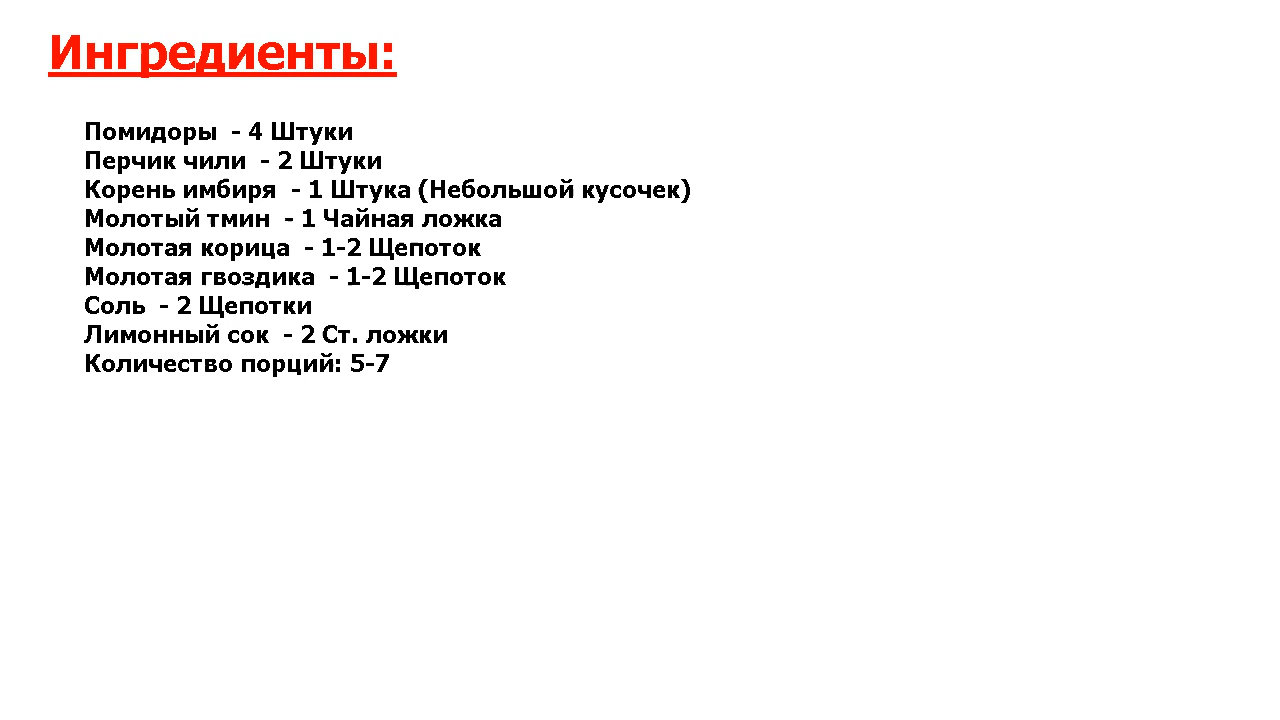 Ингредиенты:
Помидоры  - 4 Штуки
Перчик чили  - 2 Штуки
Корень имбиря  - 1 Штука (Небольшой кусочек)
Молотый тмин  - 1 Чайная ложка
Молотая корица  - 1-2 Щепоток
Молотая гвоздика  - 1-2 Щепоток
Соль  - 2 Щепотки
Лимонный сок  - 2 Ст. ложки
Количество порций: 5-7